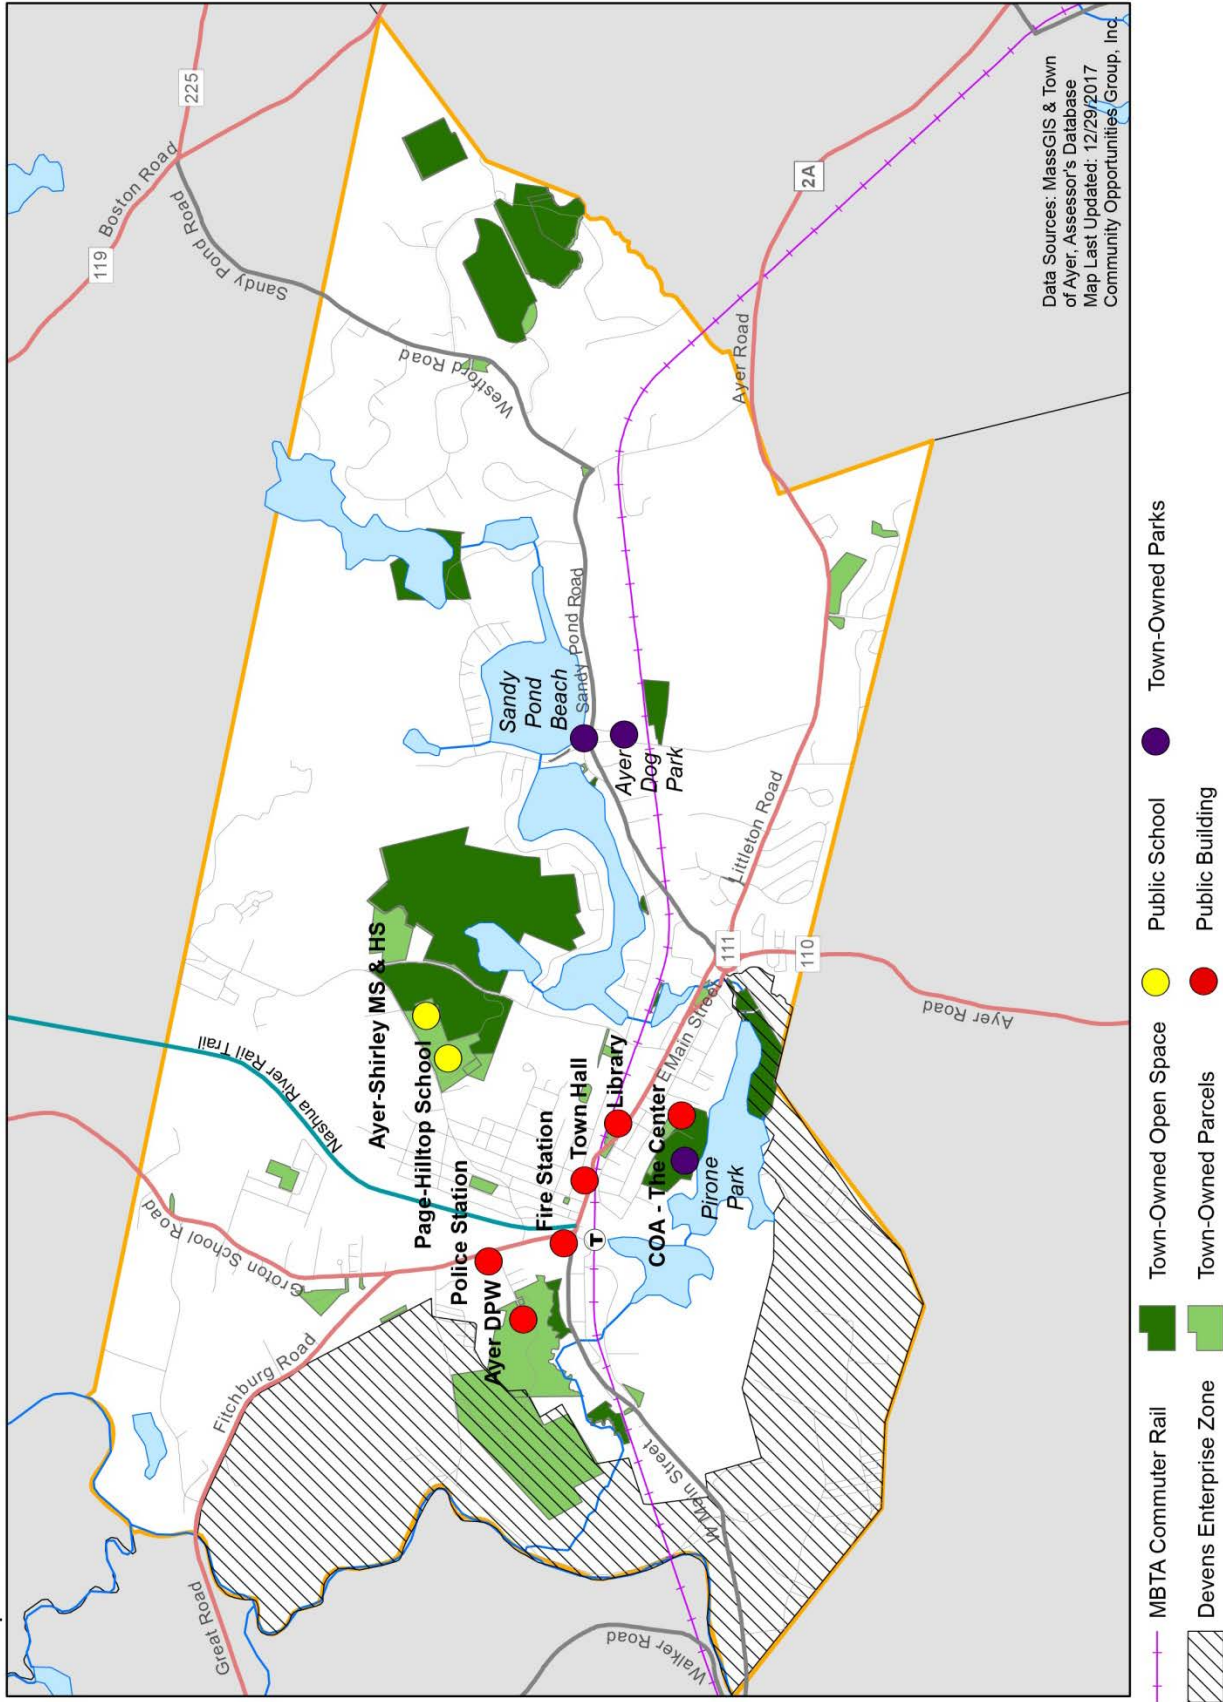 225
119
Boston Road
Sandy Pond Road
Westford Road
2A
Ayer Road
Data Sources: MassGIS & Town
of Ayer, Assessor's Database
Map Last Updated: 12/29/2017
Community Opportunities Group, Inc.
Sandy
Pond
Beach
Sandy Pond Road
Ayer
Dog
Park
Littleton Road
111
110
Ayer Road
E Main Street
Nashua River Rail Trail
Ayer-Shirley MS & HS
Page-Hilltop School
Police Station
Ayer DPW
Fire Station
Town Hall
Library
COA - The Center
Pirone
Park
T
Groton School Road
Fitchburg Road
Great Road
W Main Street
Walker Road
MBTA Commuter Rail
Town-Owned Open Space
Public School
Town-Owned Parks
Devens Enterprise Zone
Town-Owned Parcels
Public Building